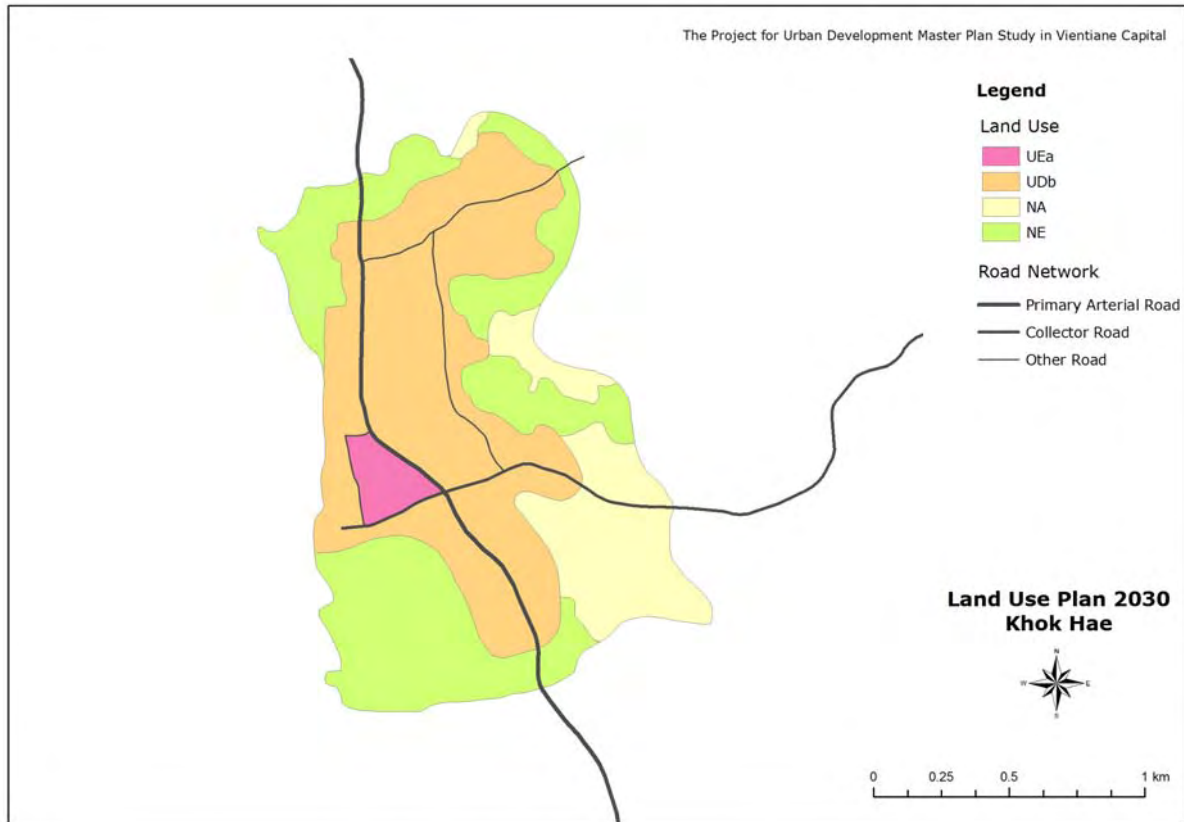 The Project for Urban Development Master Plan Study in Vientiane Capital
Legend
Land Use
UEa
UDb
NA
NE
Road Network
Primary Arterial Road
Collector Road
Other Road
Land Use Plan 2030
Khok Hae
N
W E
S
0 0.25 0.5 1 km